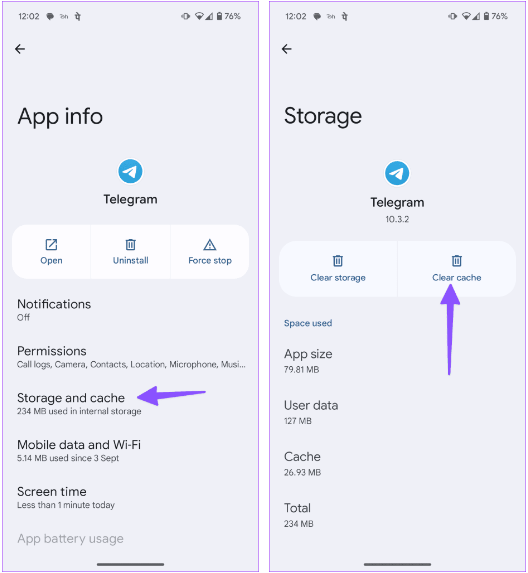 12:02
76%
App info
Telegram
Open
Uninstall
Force stop
Notifications
Off
Permissions
Call logs, Camera, Contacts, Location, Microphone, Musi...
Storage and cache
234 MB used in internal storage
Mobile data and Wi-Fi
5.14 MB used since 3 Sept
Screen time
Less than 1 minute today
App battery usage
12:02
76%
Storage
Telegram
10.3.2
Clear storage
Clear cache
Space used
App size
79.81 MB
User data
127 MB
Cache
26.93 MB
Total
234 MB